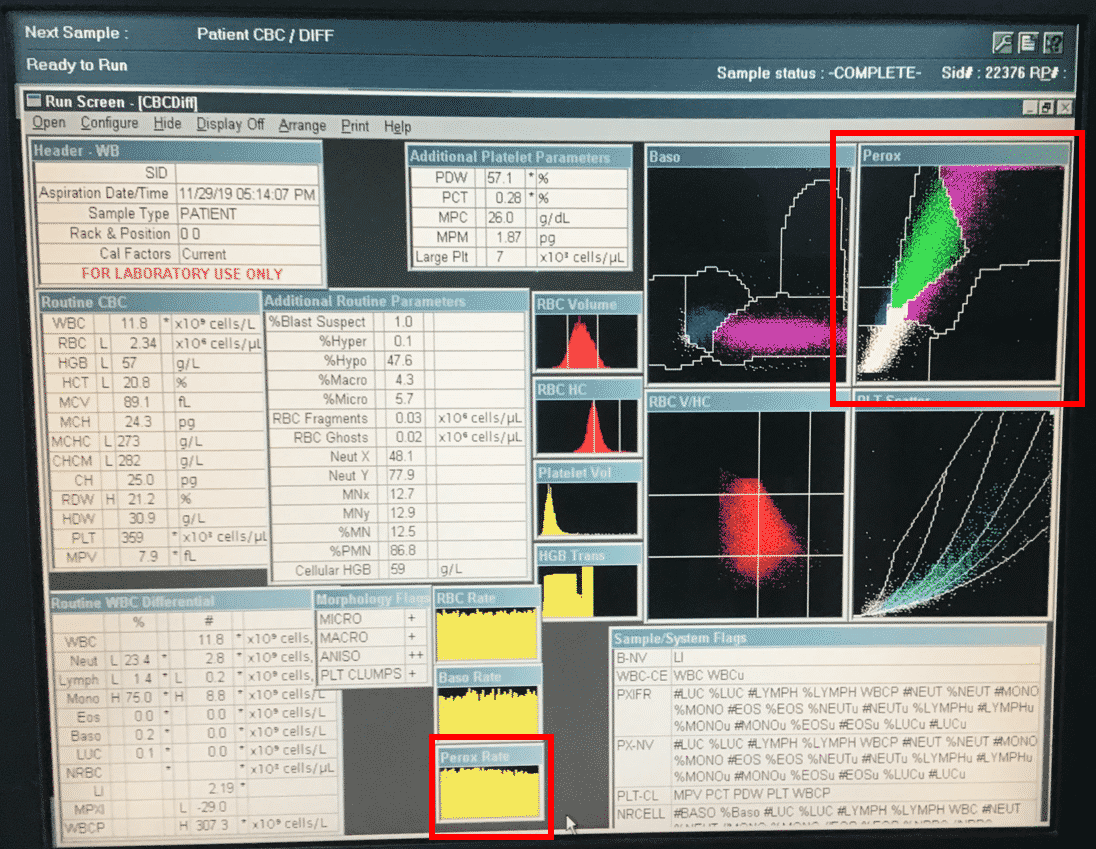 Next Sample : Patient CBC / DIFF
Ready to Run
Sample status : -COMPLETE- Sid# : 22376 RP# :
Run Screen - [CBCDiff]
Open Configure Hide Display Off Arrange Print Help
Header - WB
SID
Aspiration Date/Time 11/29/19 05:14:07 PM
Sample Type PATIENT
Rack & Position 0 0
Cal Factors Current
FOR LABORATORY USE ONLY
Additional Platelet Parameters
PDW 57.1 * %
PCT 0.28 * %
MPC 26.0 g/dL
MPM 1.87 pg
Large Plt 7 x10³ cells/µL
Baso
Perox
Routine CBC
WBC 11.8 * x10⁹ cells/L
RBC L 2.34 x10⁶ cells/µL
HGB L 57 g/L
HCT L 20.8 %
MCV 89.1 fL
MCH 24.3 pg
MCHC L 273 g/L
CHCM L 282 g/L
CH 25.0 pg
RDW H 21.2 %
HDW 30.9 g/L
PLT 359 * x10³ cells/µL
MPV 7.9 * fL
Additional Routine Parameters
%Blast Suspect 1.0
%Hyper 0.1
%Hypo 47.6
%Macro 4.3
%Micro 5.7
RBC Fragments 0.03 x10⁶ cells/µL
RBC Ghosts 0.02 x10⁶ cells/µL
Neut X 48.1
Neut Y 77.9
MNx 12.7
MNy 12.9
%MN 12.5
%PMN 86.8
Cellular HGB 59 g/L
RBC Volume
RBC HC
Platelet Vol
HGB Trans
RBC V/HC
PLT Scatter
Routine WBC Differential
% #
WBC 11.8 * x10⁹ cells,
Neut L 23.4 * 2.8 * x10⁹ cells,
Lymph L 1.4 * L 0.2 * x10⁹ cells,
Mono H 75.0 * H 8.8 * x10⁹ cells/L
Eos 0.0 * 0.0 * x10⁹ cells/L
Baso 0.2 * 0.0 * x10⁹ cells/L
LUC 0.1 * 0.0 * x10⁹ cells/L
NRBC * * x10⁹ cells/µL
LI 2.19 *
MPXI L -29.0
WBCP H 307.3 * x10⁹ cells/L
Morphology Flags
MICRO +
MACRO +
ANISO ++
PLT CLUMPS +
RBC Rate
Baso Rate
Perox Rate
Sample/System Flags
B-NV LI
WBC-CE WBC WBCu
PXIFR #LUC %LUC #LYMPH %LYMPH WBCP #NEUT %NEUT #MONO
%MONO #EOS %EOS %NEUTu #NEUTu %LYMPHu #LYMPHu
%MONOu #MONOu %EOSu #EOSu %LUCu #LUCu
PX-NV #LUC %LUC #LYMPH %LYMPH WBCP #NEUT %NEUT #MONO
%MONO #EOS %EOS %NEUTu #NEUTu %LYMPHu #LYMPHu
%MONOu #MONOu %EOSu #EOSu %LUCu #LUCu
PLT-CL MPV PCT PDW PLT WBCP
NRCELL #BASO %Baso #LUC %LUC #LYMPH %LYMPH WBC #NEUT